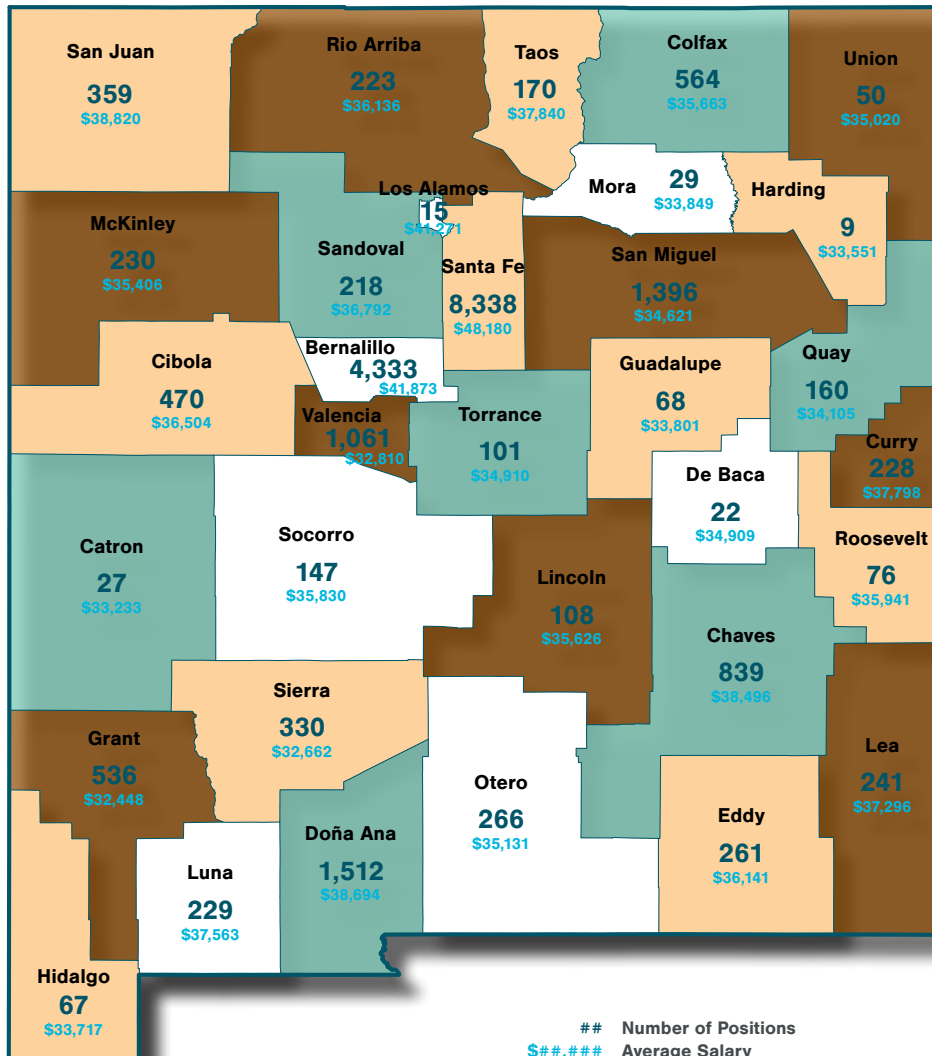 San Juan
359
$38,820
Rio Arriba
223
$36,136
Taos
170
$37,840
Colfax
564
$35,663
Union
50
$35,020
Los Alamos
15
$41,271
Mora
29
$33,849
Harding
9
$33,551
McKinley
230
$35,406
Sandoval
218
$36,792
Santa Fe
8,338
$48,180
San Miguel
1,396
$34,621
Cibola
470
$36,504
Bernalillo
4,333
$41,873
Guadalupe
68
$33,801
Quay
160
$34,105
Valencia
1,061
$32,810
Torrance
101
$34,910
Curry
228
$37,798
De Baca
22
$34,909
Catron
27
$33,233
Socorro
147
$35,830
Lincoln
108
$35,626
Roosevelt
76
$35,941
Chaves
839
$38,496
Sierra
330
$32,662
Grant
536
$32,448
Otero
266
$35,131
Lea
241
$37,296
Eddy
261
$36,141
Doña Ana
1,512
$38,694
Luna
229
$37,563
Hidalgo
67
$33,717
## Number of Positions
$##,### Average Salary